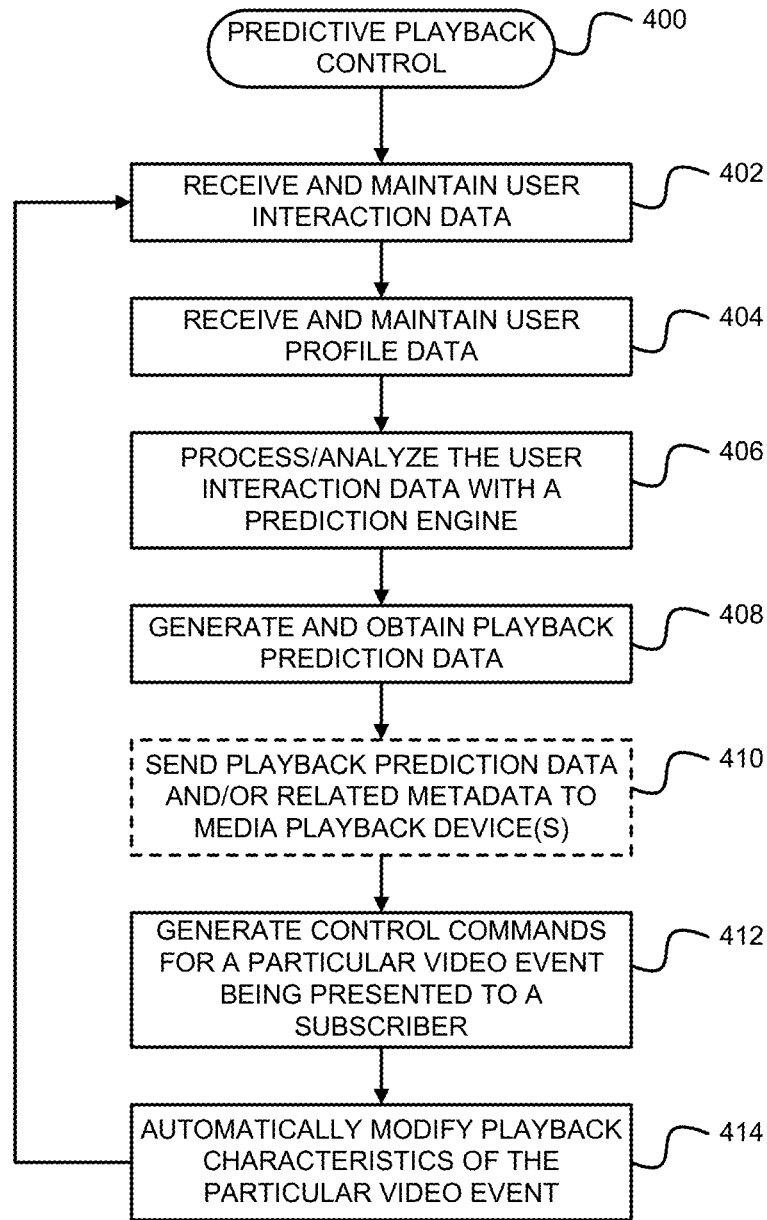 PREDICTIVE PLAYBACK
CONTROL
400
RECEIVE AND MAINTAIN USER
INTERACTION DATA
402
RECEIVE AND MAINTAIN USER
PROFILE DATA
404
PROCESS/ANALYZE THE USER
INTERACTION DATA WITH A
PREDICTION ENGINE
406
GENERATE AND OBTAIN PLAYBACK
PREDICTION DATA
408
SEND PLAYBACK PREDICTION DATA
AND/OR RELATED METADATA TO
MEDIA PLAYBACK DEVICE(S)
410
GENERATE CONTROL COMMANDS
FOR A PARTICULAR VIDEO EVENT
BEING PRESENTED TO A
SUBSCRIBER
412
AUTOMATICALLY MODIFY PLAYBACK
CHARACTERISTICS OF THE
PARTICULAR VIDEO EVENT
414